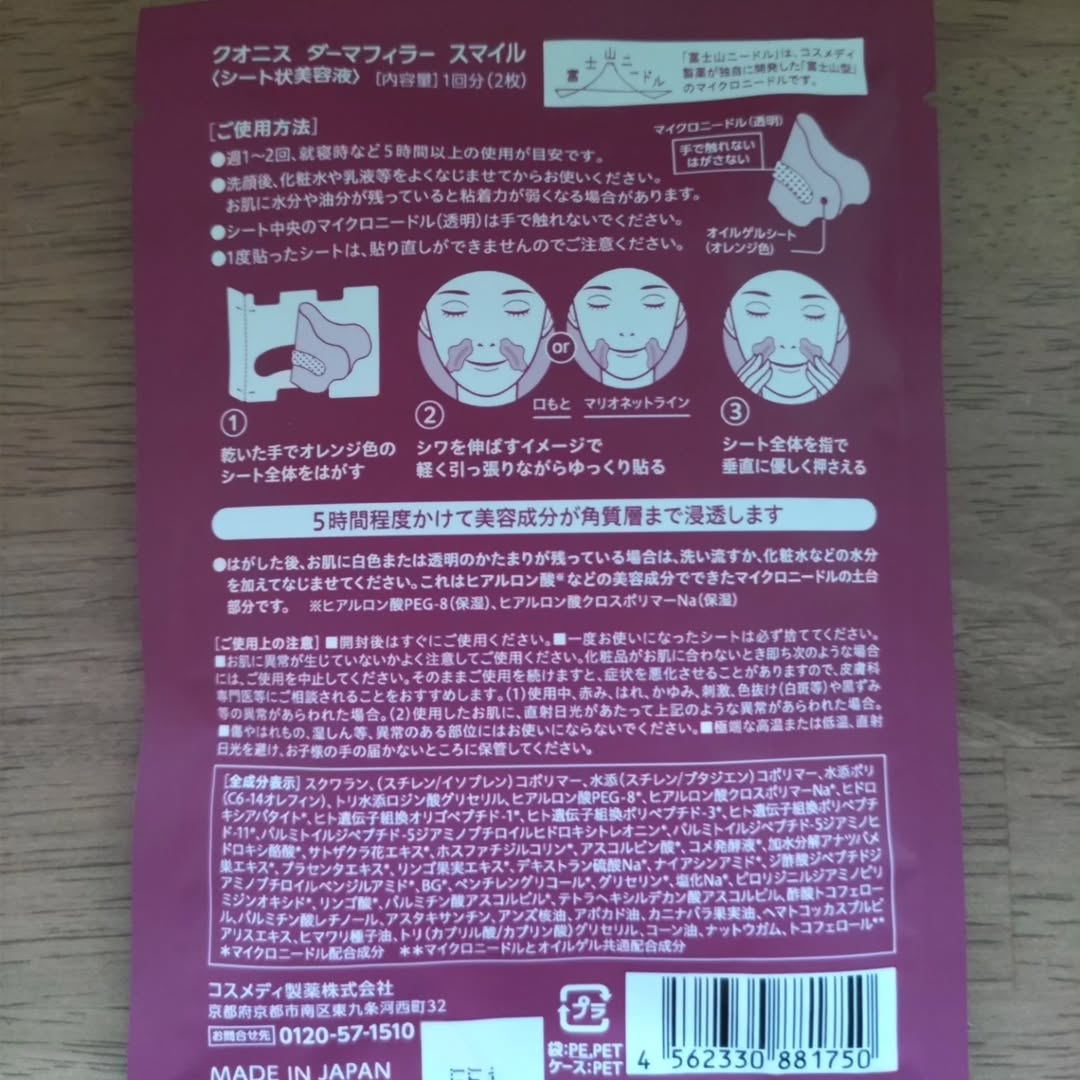 クオニス ダーマフィラー スマイル
〈シート状美容液〉 [内容量]1回分(2枚)
富士山ニードル
「富士山ニードル」は、コスメディ
製薬が独自に開発した「富士山型」
のマイクロニードルです。
[ご使用方法]
●週1〜2回、就寝時など5時間以上の使用が目安です。
●洗顔後、化粧水や乳液等をよくなじませてからお使いください。
お肌に水分や油分が残っていると粘着力が弱くなる場合があります。
●シート中央のマイクロニードル(透明)は手で触れないでください。
●1度貼ったシートは、貼り直しができませんのでご注意ください。
マイクロニードル(透明)
手で触れない
はがさない
オイルゲルシート
(オレンジ色)
or
口もと マリオネットライン
①
乾いた手でオレンジ色の
シート全体をはがす
②
シワを伸ばすイメージで
軽く引っ張りながらゆっくり貼る
③
シート全体を指で
垂直に優しく押さえる
5時間程度かけて美容成分が角質層まで浸透します
●はがした後、お肌に白色または透明のかたまりが残っている場合は、洗い流すか、化粧水などの水分
を加えてなじませてください。これはヒアルロン酸※などの美容成分でできたマイクロニードルの土台
部分です。 ※ヒアルロン酸PEG-8(保湿)、ヒアルロン酸クロスポリマーNa(保湿)
[ご使用上の注意] ■開封後はすぐにご使用ください。■一度お使いになったシートは必ず捨ててください。
■お肌に異常が生じていないかよく注意してご使用ください。化粧品がお肌に合わないとき即ち次のような場合
には、ご使用を中止してください。そのままご使用を続けますと、症状を悪化させることがありますので、皮膚科
専門医等にご相談されることをおすすめします。(1)使用中、赤み、はれ、かゆみ、刺激、色抜け(白斑等)や黒ずみ
等の異常があらわれた場合。(2)使用したお肌に、直射日光があたって上記のような異常があらわれた場合。
■傷やはれもの、湿しん等、異常のある部位にはお使いにならないでください。■極端な高温または低温、直射
日光を避け、お子様の手の届かないところに保管してください。
[全成分表示] スクワラン、(スチレン/イソプレン)コポリマー、水添(スチレン/ブタジエン)コポリマー、水添ポリ
(C6-14オレフィン)、トリ水添ロジン酸グリセリル、ヒアルロン酸PEG-8*、ヒアルロン酸クロスポリマーNa*、ヒドロ
キシアパタイト*、ヒト遺伝子組換オリゴペプチド-1*、ヒト遺伝子組換ポリペプチド-3*、ヒト遺伝子組換ポリペプチ
ド-11*、パルミトイルジペプチド-5ジアミノブチロイルヒドロキシトレオニン*、パルミトイルジペプチド-5ジアミノヒ
ドロキシ酪酸*、サトザクラ花エキス*、ホスファチジルコリン*、アスコルビン酸*、コメ発酵液*、加水分解アナツバメ
巣エキス*、プラセンタエキス*、リンゴ果実エキス*、デキストラン硫酸Na*、ナイアシンアミド*、ジ酢酸ジペプチドジ
アミノブチロイルベンジルアミド*、BG*、ペンチレングリコール*、グリセリン*、塩化Na*、ピロリジニルジアミノピリ
ミジンオキシド*、リンゴ酸*、パルミチン酸アスコルビル*、テトラヘキシルデカン酸アスコルビル、酢酸トコフェロー
ル、パルミチン酸レチノール、アスタキサンチン、アンズ核油、アボカド油、カニナバラ果実油、ヘマトコッカスプルビ
アリスエキス、ヒマワリ種子油、トリ(カプリル酸/カプリン酸)グリセリル、コーン油、ナットウガム、トコフェロール**
*マイクロニードル配合成分 **マイクロニードルとオイルゲル共通配合成分
コスメディ製薬株式会社
京都府京都市南区東九条河西町32
お問合せ先 0120-57-1510
MADE IN JAPAN
プラ
袋:PE,PET
ケース:PET
4 562330 881750